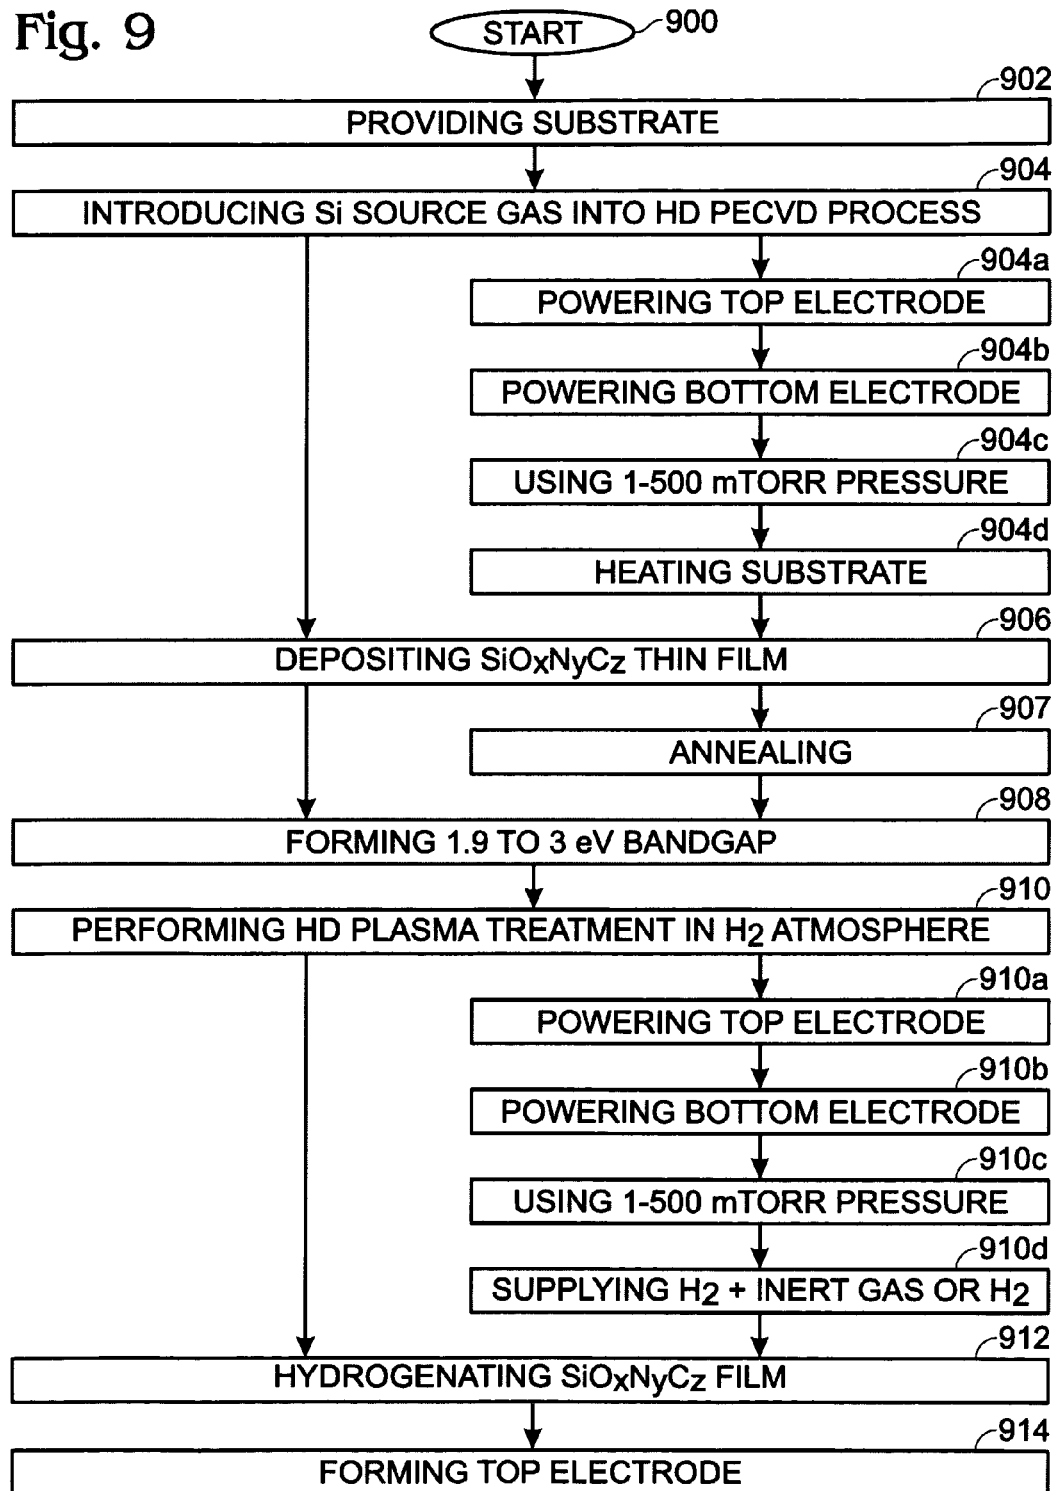 Fig. 9
START
900
902
PROVIDING SUBSTRATE
904
INTRODUCING Si SOURCE GAS INTO HD PECVD PROCESS
904a
POWERING TOP ELECTRODE
904b
POWERING BOTTOM ELECTRODE
904c
USING 1-500 mTORR PRESSURE
904d
HEATING SUBSTRATE
906
DEPOSITING SiOxNyCz THIN FILM
907
ANNEALING
908
FORMING 1.9 TO 3 eV BANDGAP
910
PERFORMING HD PLASMA TREATMENT IN H2 ATMOSPHERE
910a
POWERING TOP ELECTRODE
910b
POWERING BOTTOM ELECTRODE
910c
USING 1-500 mTORR PRESSURE
910d
SUPPLYING H2 + INERT GAS OR H2
912
HYDROGENATING SiOxNyCz FILM
914
FORMING TOP ELECTRODE